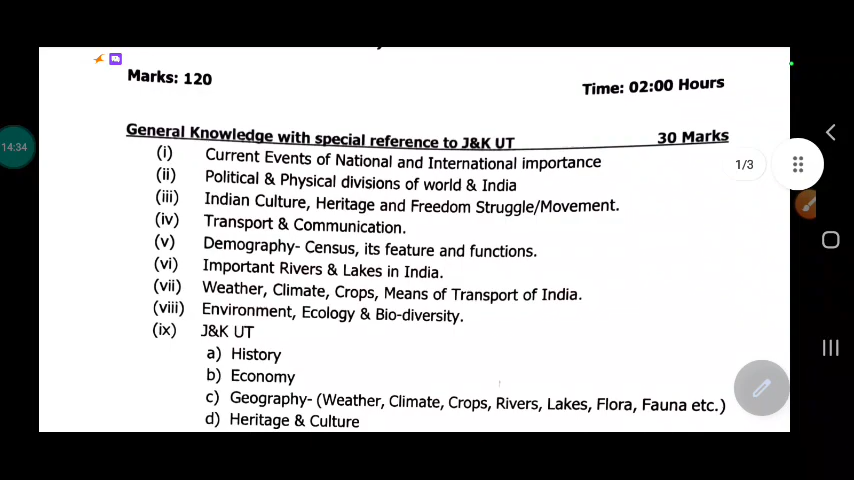 Marks: 120
Time: 02:00 Hours
General Knowledge with special reference to J&K UT 30 Marks
(i) Current Events of National and International importance
(ii) Political & Physical divisions of world & India
(iii) Indian Culture, Heritage and Freedom Struggle/Movement.
(iv) Transport & Communication.
(v) Demography- Census, its feature and functions.
(vi) Important Rivers & Lakes in India.
(vii) Weather, Climate, Crops, Means of Transport of India.
(viii) Environment, Ecology & Bio-diversity.
(ix) J&K UT
a) History
b) Economy
c) Geography- (Weather, Climate, Crops, Rivers, Lakes, Flora, Fauna etc.)
d) Heritage & Culture
14:34
1/3